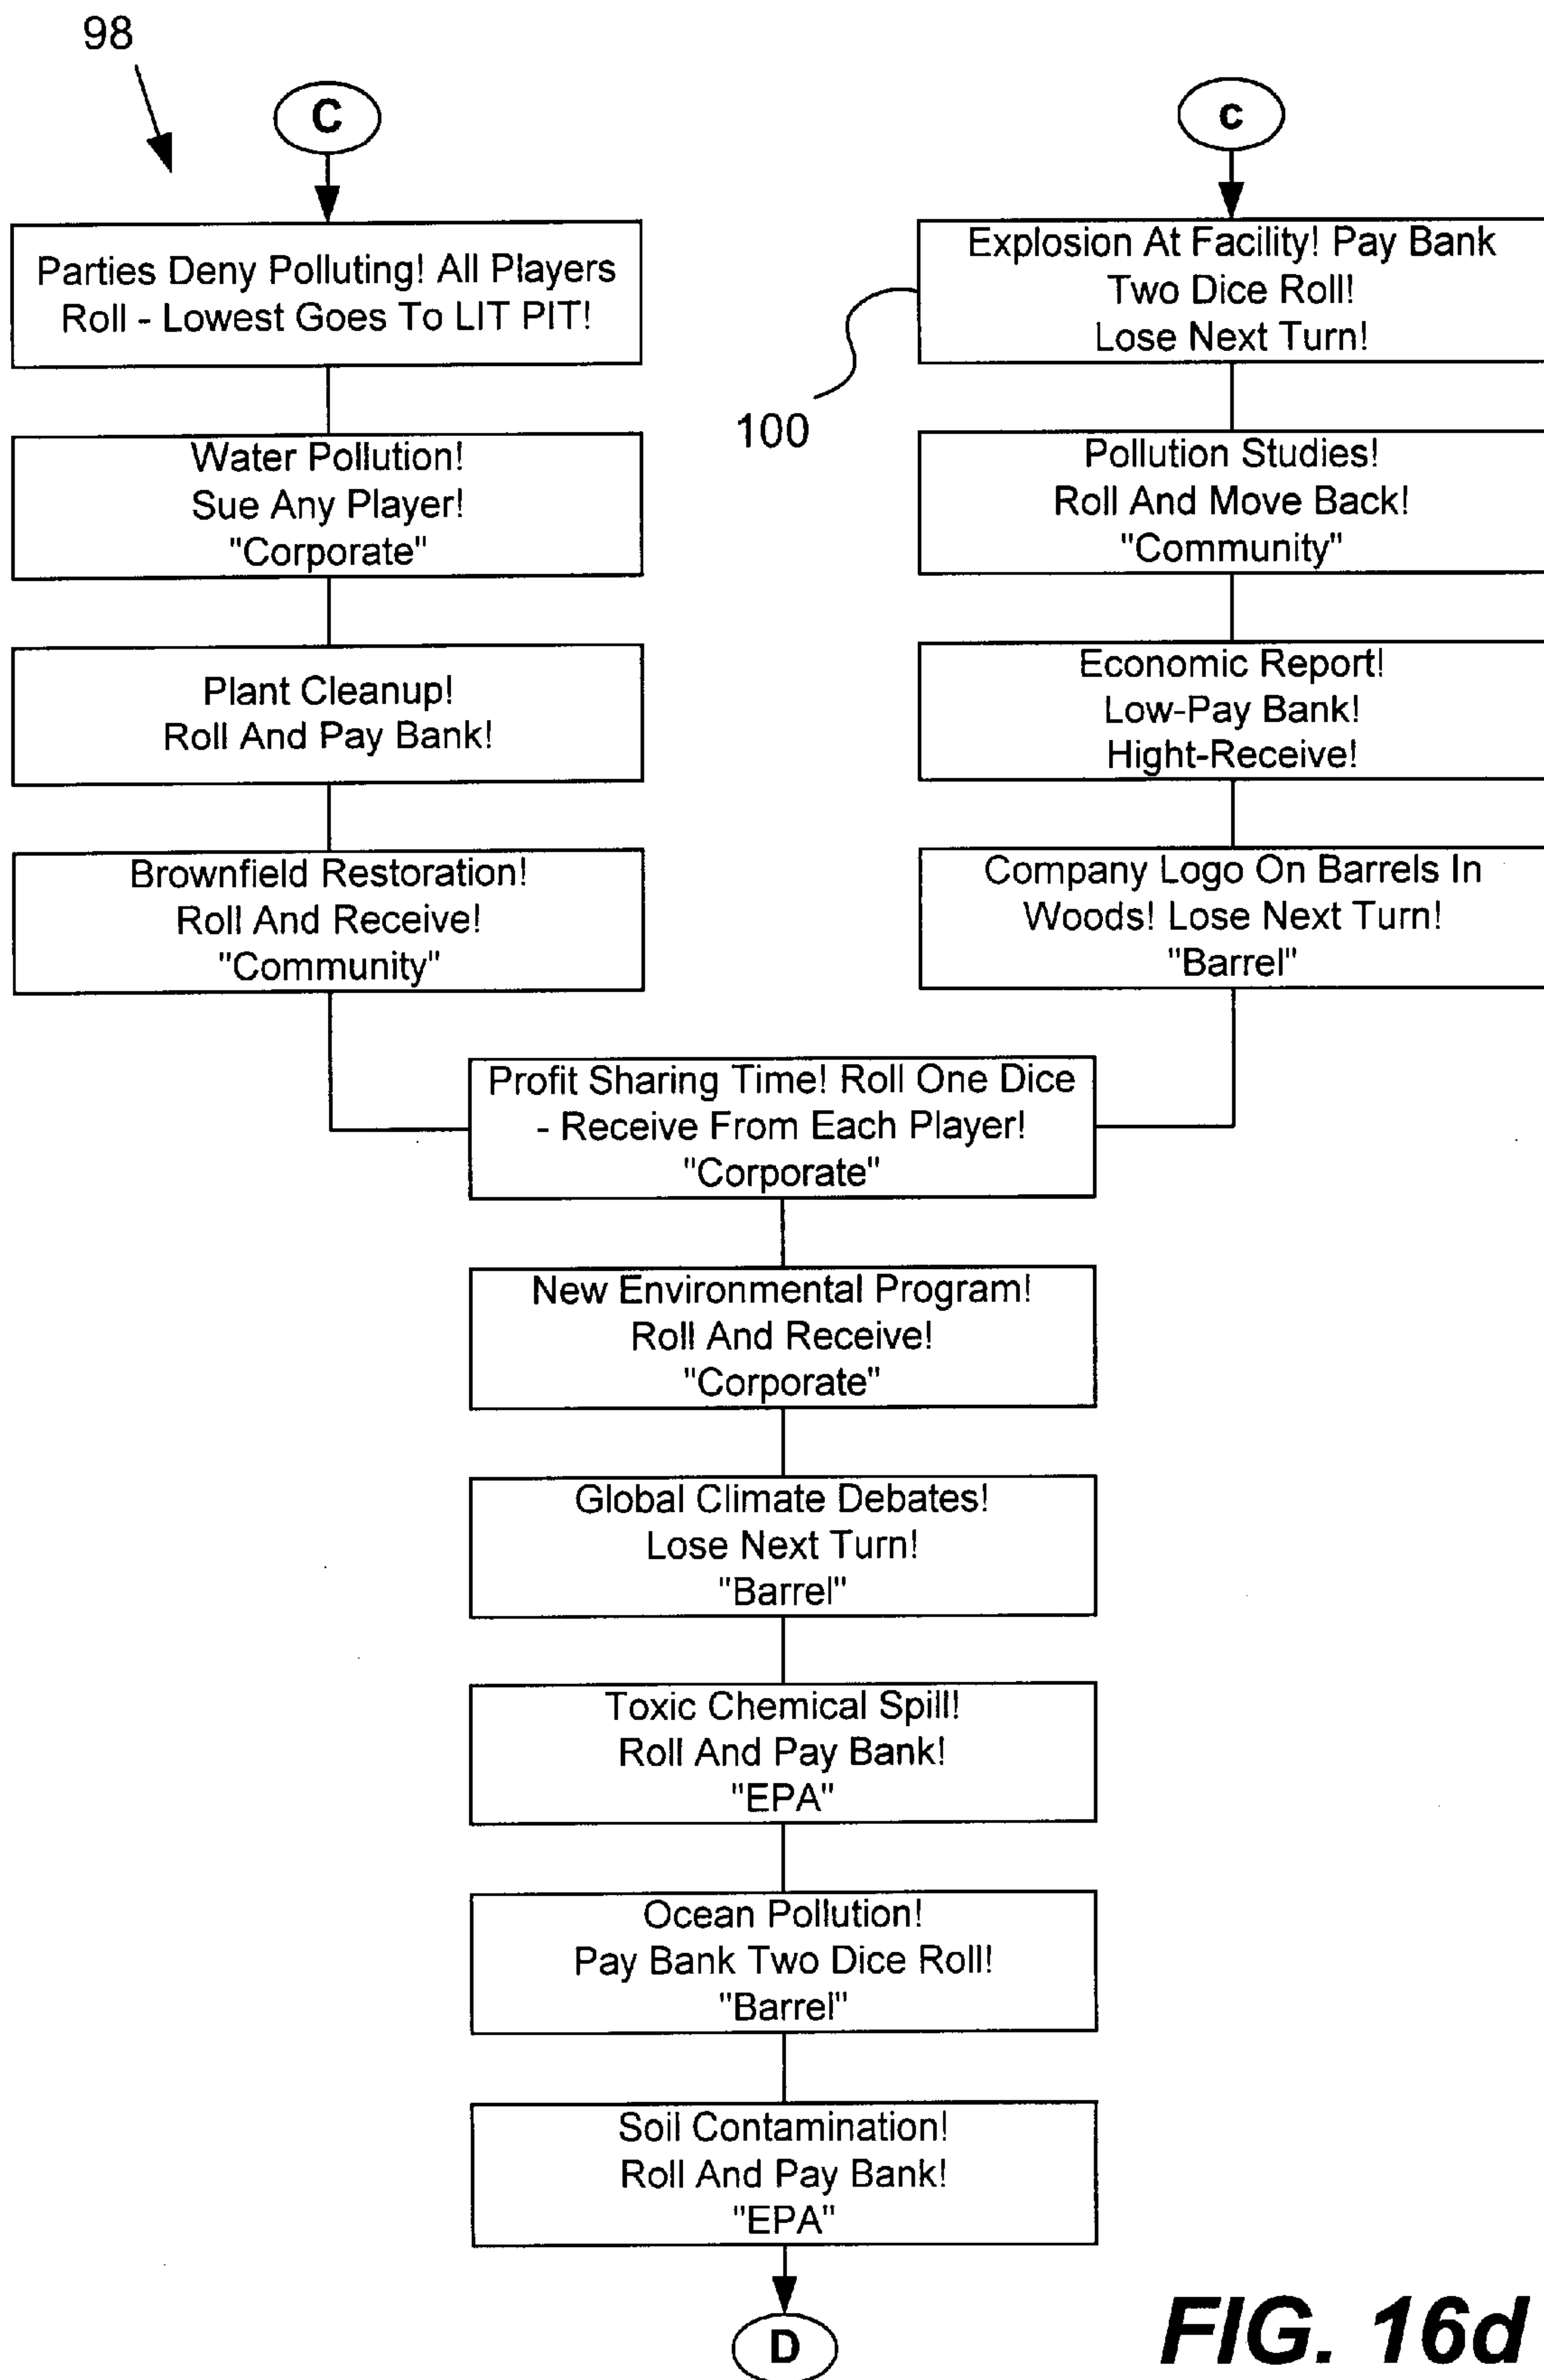 98
C
Parties Deny Polluting! All Players
Roll - Lowest Goes To LIT PIT!
Water Pollution!
Sue Any Player!
"Corporate"
Plant Cleanup!
Roll And Pay Bank!
Brownfield Restoration!
Roll And Receive!
"Community"
c
Explosion At Facility! Pay Bank
Two Dice Roll!
Lose Next Turn!
100
Pollution Studies!
Roll And Move Back!
"Community"
Economic Report!
Low-Pay Bank!
Hight-Receive!
Company Logo On Barrels In
Woods! Lose Next Turn!
"Barrel"
Profit Sharing Time! Roll One Dice
- Receive From Each Player!
"Corporate"
New Environmental Program!
Roll And Receive!
"Corporate"
Global Climate Debates!
Lose Next Turn!
"Barrel"
Toxic Chemical Spill!
Roll And Pay Bank!
"EPA"
Ocean Pollution!
Pay Bank Two Dice Roll!
"Barrel"
Soil Contamination!
Roll And Pay Bank!
"EPA"
D
FIG. 16d